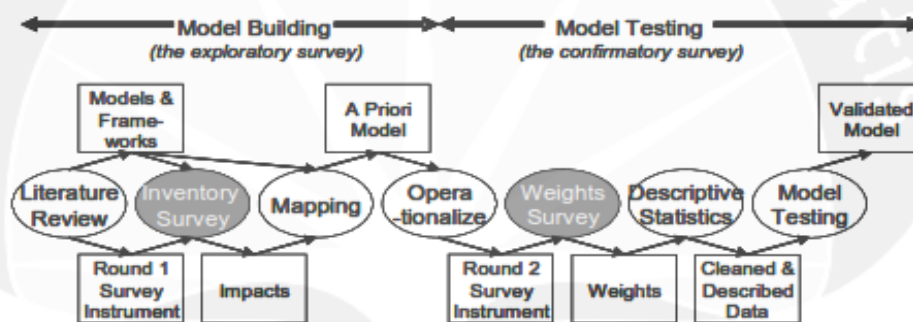 Model Building
(the exploratory survey)
Model Testing
(the confirmatory survey)
Models &
Frame-
works
A Priori
Model
Validated
Model
Literature
Review
Inventory
Survey
Mapping
Opera
-tionalize
Weights
Survey
Descriptive
Statistics
Model
Testing
Round 1
Survey
Instrument
Impacts
Round 2
Survey
Instrument
Weights
Cleaned &
Described
Data